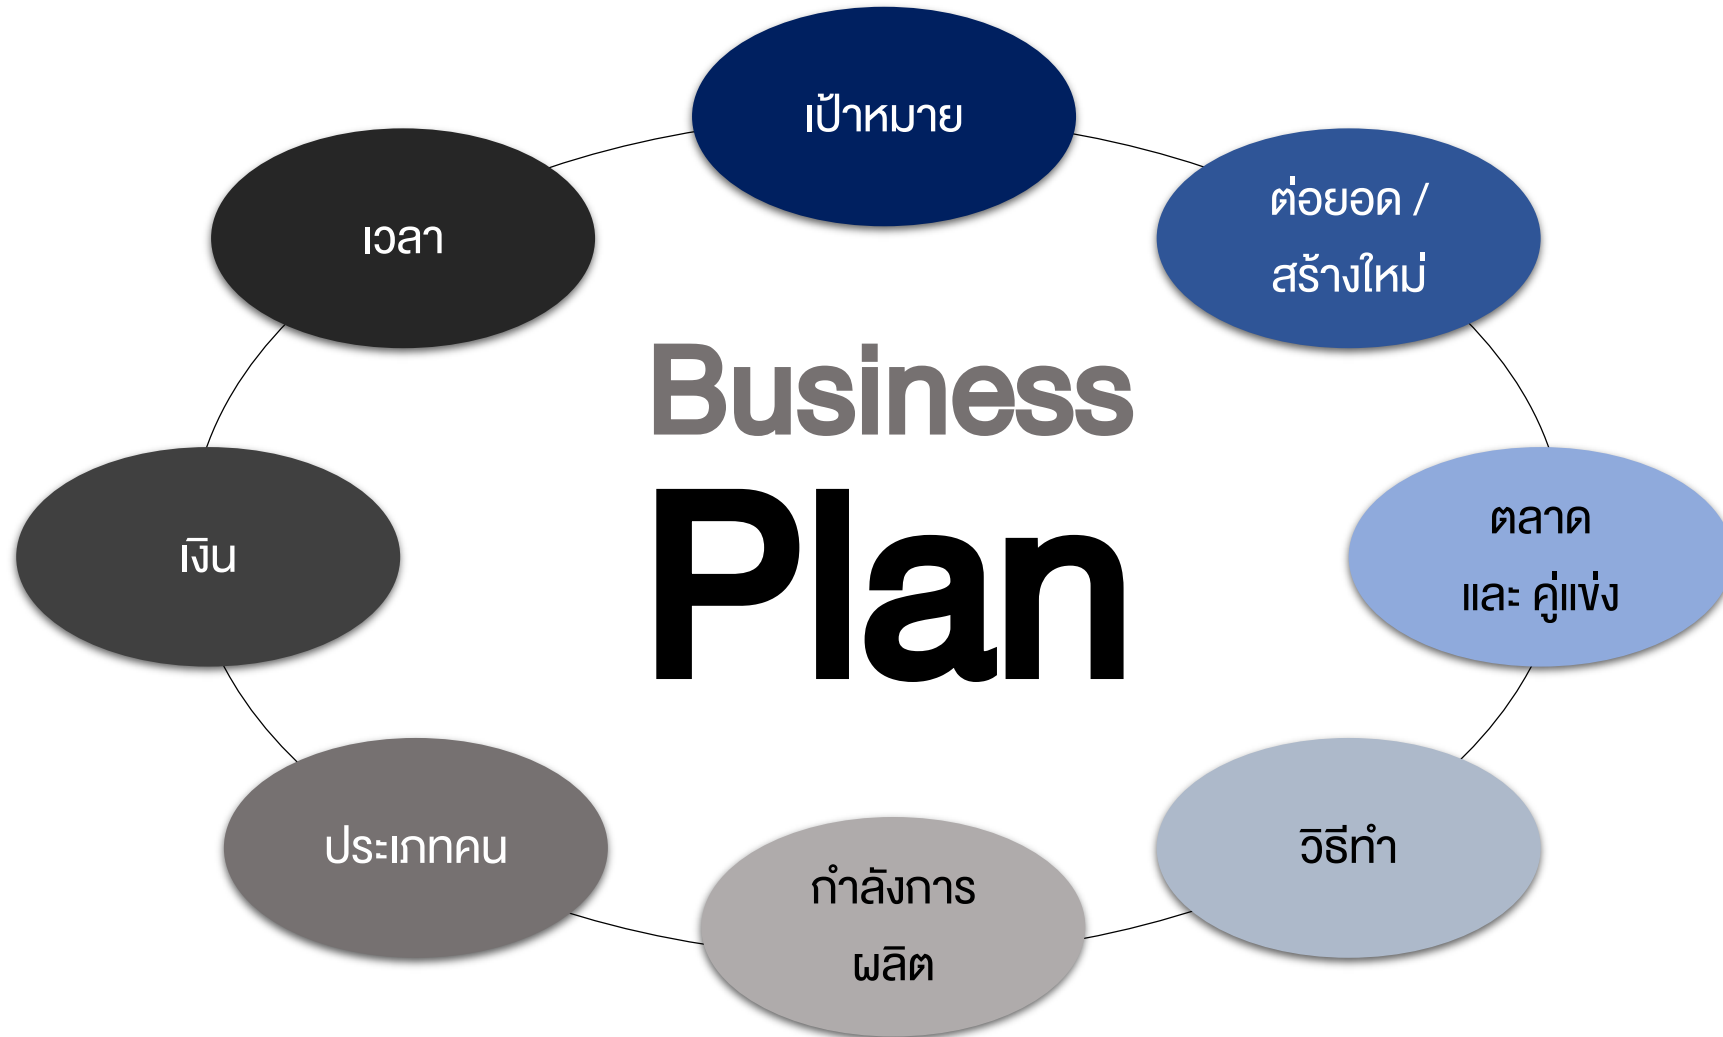 เป้าหมาย
ต่อยอด /
สร้างใหม่
ตลาด
และ คู่แข่ง
วิธีทำ
กำลังการ
ผลิต
ประเภทคน
เงิน
เวลา
Business
Plan